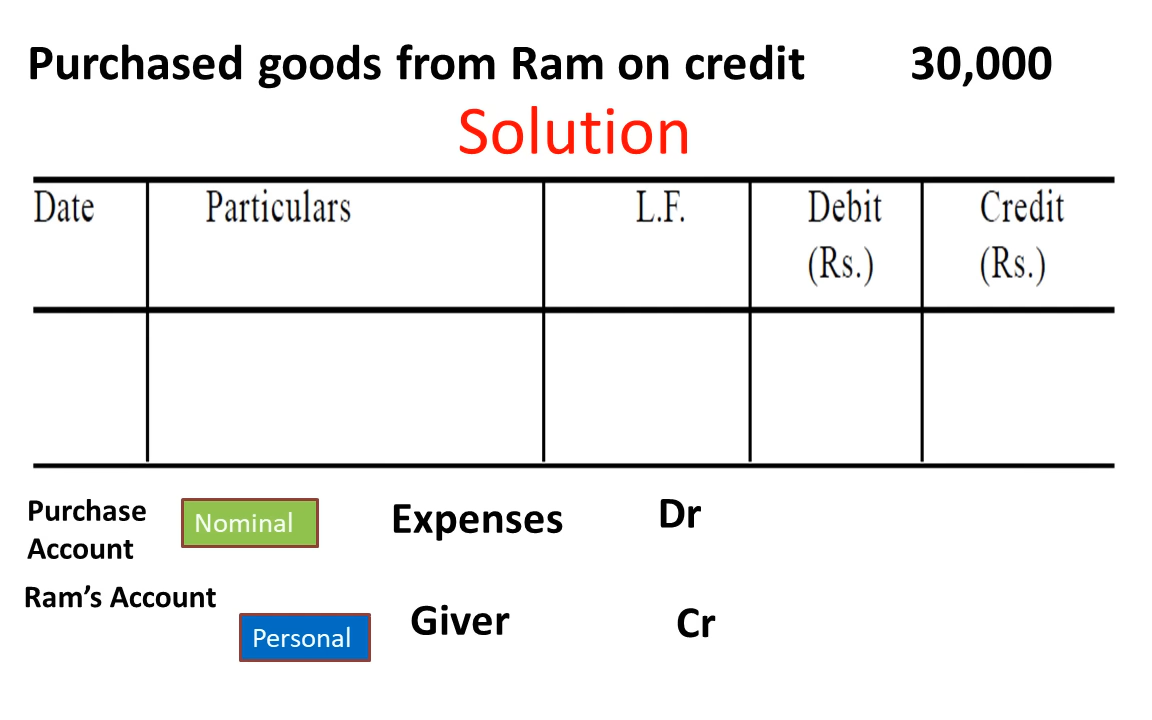 Purchased goods from Ram on credit 30,000
Solution
Date Particulars L.F. Debit Credit
(Rs.) (Rs.)
Purchase
Account Nominal Expenses Dr
Ram’s Account
Personal Giver Cr